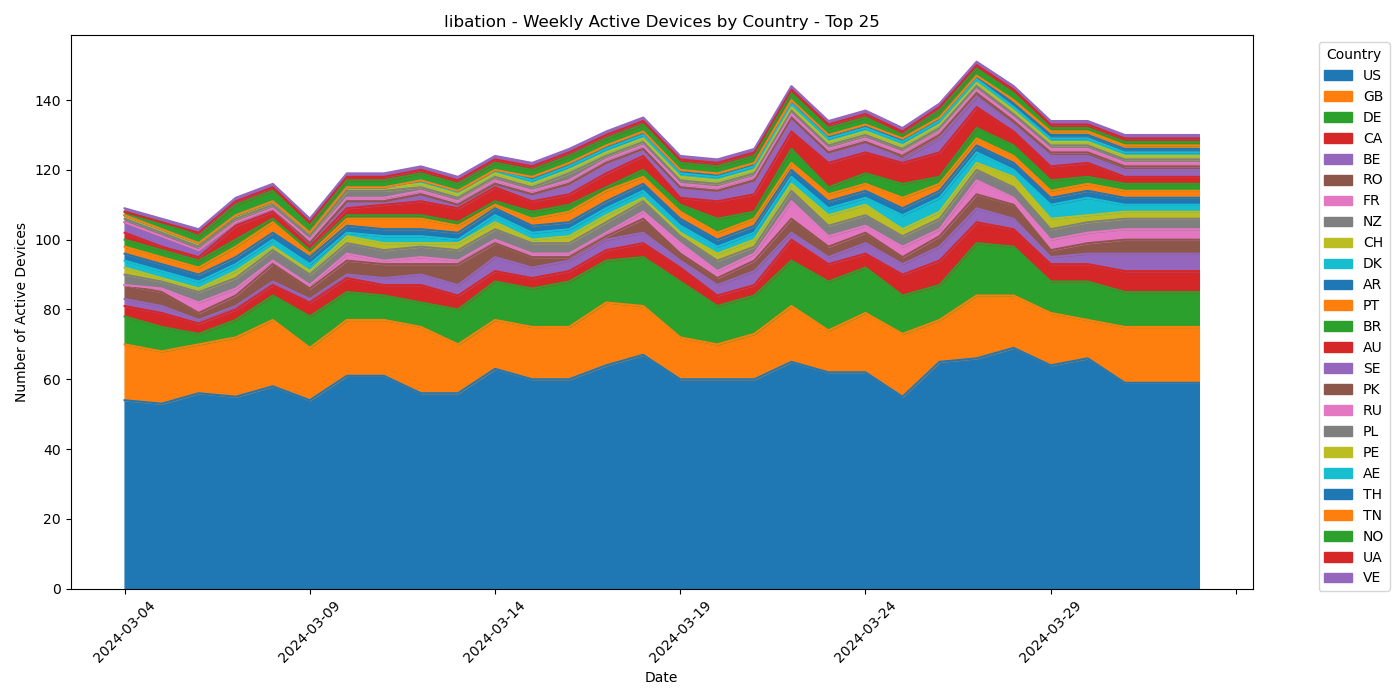 libation - Weekly Active Devices by Country - Top 25
Number of Active Devices
140
120
100
80
60
40
20
0
2024-03-04
2024-03-09
2024-03-14
2024-03-19
2024-03-24
2024-03-29
Date
Country
US
GB
DE
CA
BE
RO
FR
NZ
CH
DK
AR
PT
BR
AU
SE
PK
RU
PL
PE
AE
TH
TN
NO
UA
VE